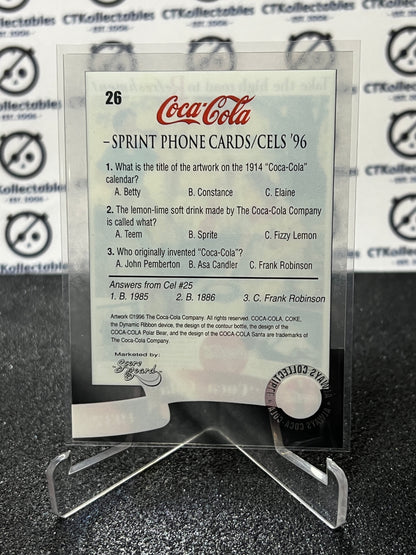 CTKollectables
26
Coca-Cola
–SPRINT PHONE CARDS/CELS '96
1. What is the title of the artwork on the 1914 "Coca-Cola"
calendar?
A. Betty B. Constance C. Elaine
2. The lemon-lime soft drink made by The Coca-Cola Company
is called what?
A. Teem B. Sprite C. Fizzy Lemon
3. Who originally invented "Coca-Cola"?
A. John Pemberton B. Asa Candler C. Frank Robinson
Answers from Cel #25
1. B. 1985 2. B. 1886 3. C. Frank Robinson
Artwork ©1996 The Coca-Cola Company. All rights reserved. COCA-COLA, COKE,
the Dynamic Ribbon device, the design of the contour bottle, the design of the
COCA-COLA Polar Bear, and the design of the COCA-COLA Santa are trademarks of
The Coca-Cola Company.
Marketed by:
Score Board